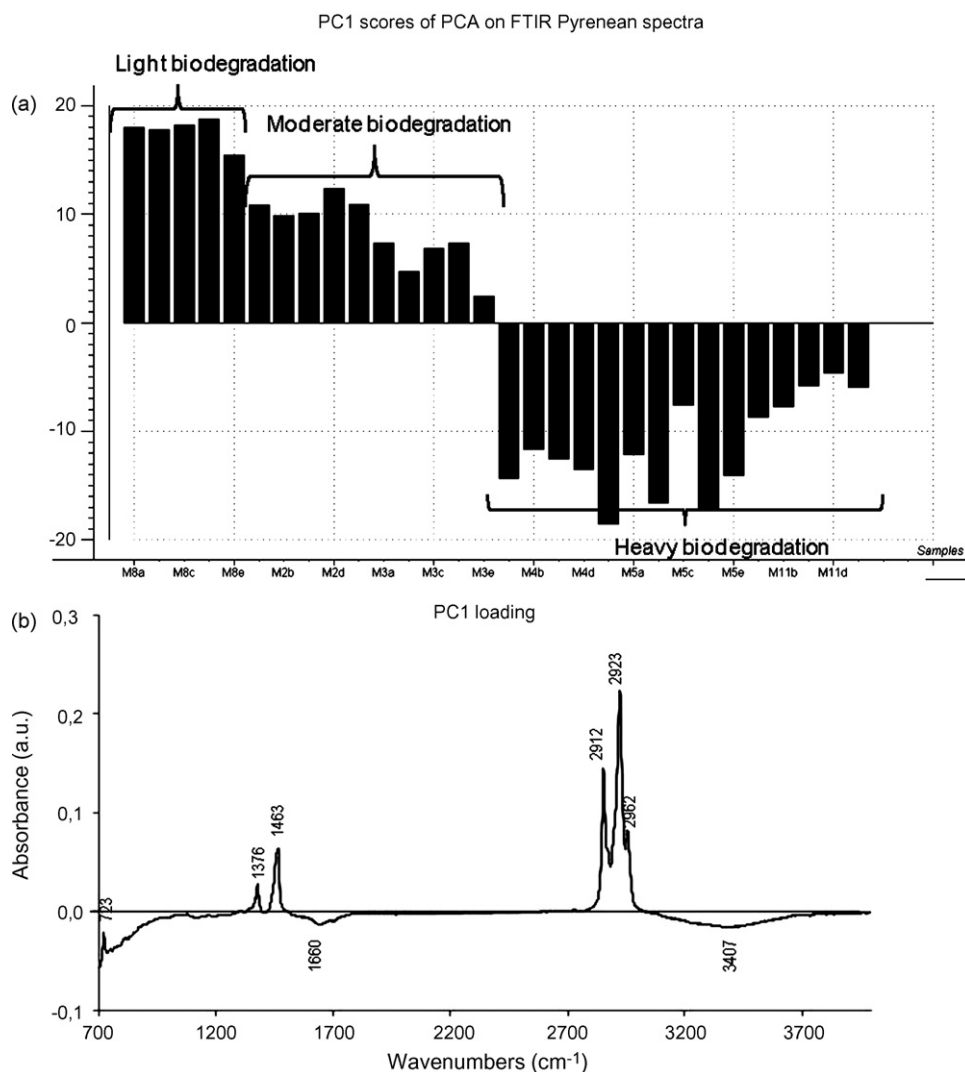 PC1 scores of PCA on FTIR Pyrenean spectra
Light biodegradation
(a)
20
Moderate biodegradation
10
0
-10
-20
Heavy biodegradation
Samples
M8a M8c M8e M2b M2d M3a M3c M3e M4b M4d M5a M5c M5e M11b M11d
(b)
PC1 loading
0,3
2923
2912
0,2
2962
Absorbance (a.u.)
0,1
1463
1376
723
0,0
1660
3407
-0,1
700 1200 1700 2200 2700 3200 3700
Wavenumbers (cm-1)